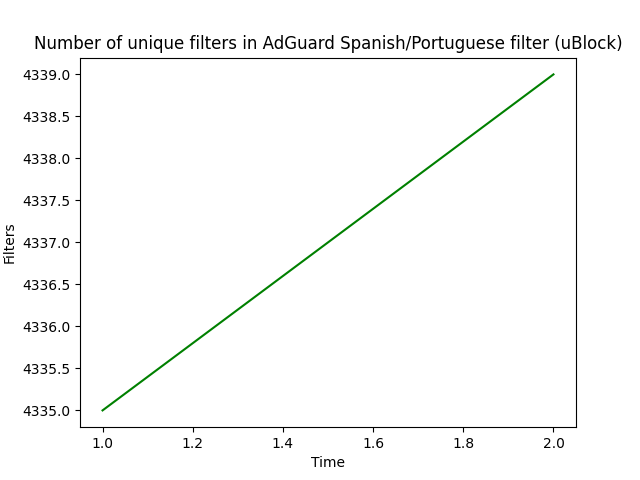 Number of unique filters in AdGuard Spanish/Portuguese filter (uBlock)
4339.0
4338.5
4338.0
4337.5
4337.0
4336.5
4336.0
4335.5
4335.0
Filters
1.0 1.2 1.4 1.6 1.8 2.0
Time